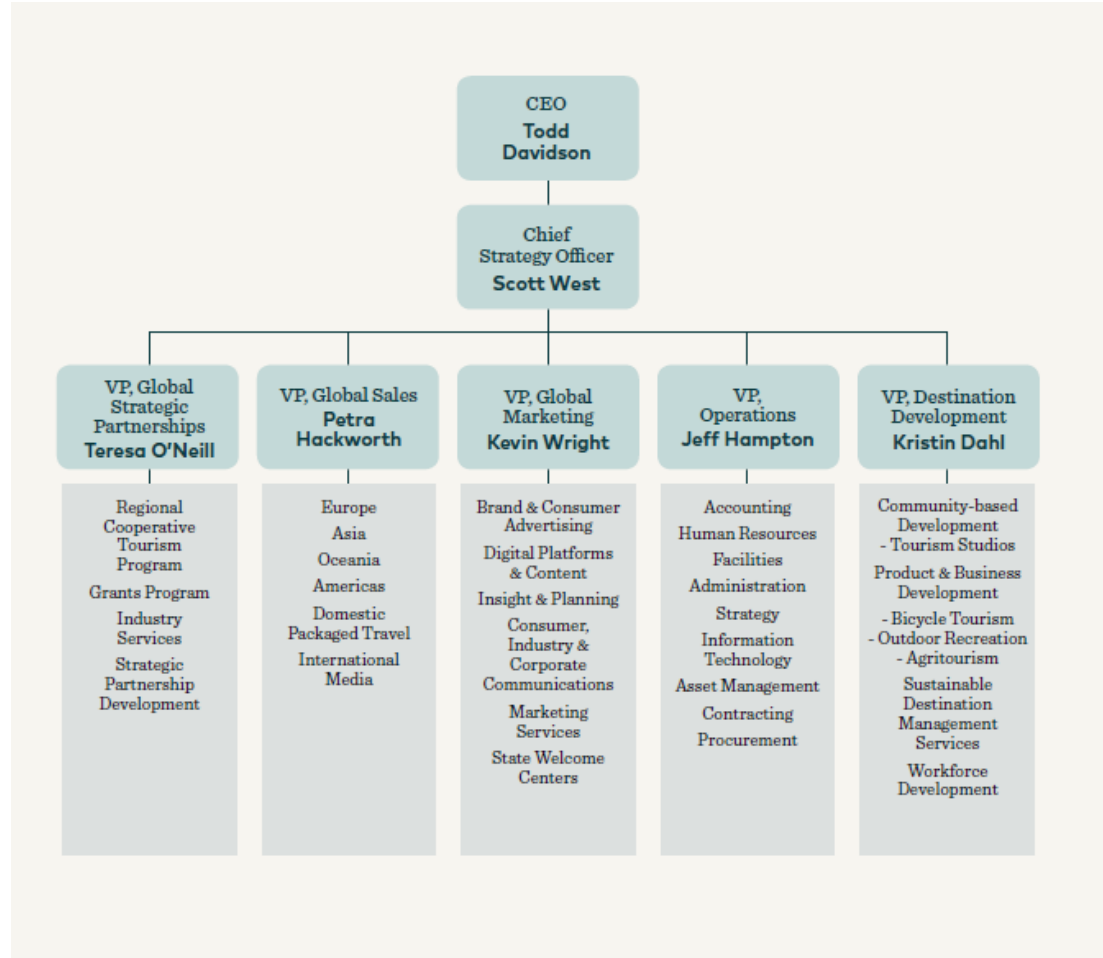 CEO
Todd
Davidson
Chief
Strategy Officer
Scott West
VP, Global
Strategic
Partnerships
Teresa O'Neill
VP, Global Sales
Petra
Hackworth
VP, Global
Marketing
Kevin Wright
VP,
Operations
Jeff Hampton
VP, Destination
Development
Kristin Dahl
Regional
Cooperative
Tourism
Program
Grants Program
Industry
Services
Strategic
Partnership
Development
Europe
Asia
Oceania
Americas
Domestic
Packaged Travel
International
Media
Brand & Consumer
Advertising
Digital Platforms
& Content
Insight & Planning
Consumer,
Industry &
Corporate
Communications
Marketing
Services
State Welcome
Centers
Accounting
Human Resources
Facilities
Administration
Strategy
Information
Technology
Asset Management
Contracting
Procurement
Community-based
Development
- Tourism Studios
Product & Business
Development
- Bicycle Tourism
- Outdoor Recreation
- Agritourism
Sustainable
Destination
Management
Services
Workforce
Development